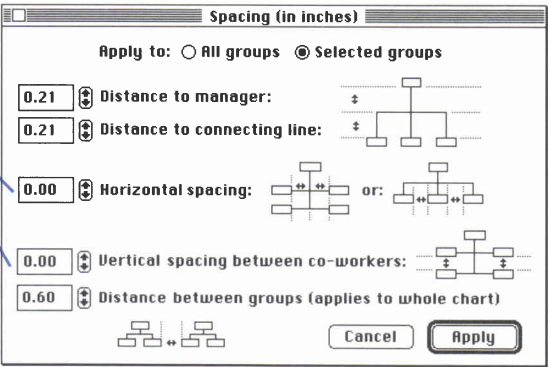 Spacing (in inches)
Apply to: All groups Selected groups
0.21 Distance to manager:
0.21 Distance to connecting line:
0.00 Horizontal spacing: or:
0.00 Vertical spacing between co-workers:
0.60 Distance between groups (applies to whole chart)
Cancel Apply